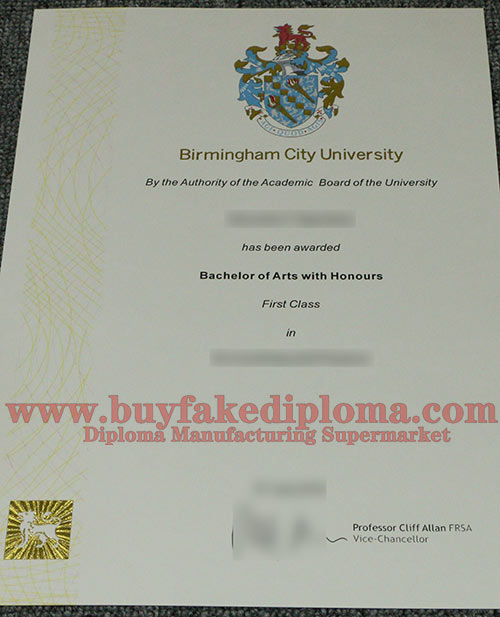 Birmingham City University
By the Authority of the Academic Board of the University
has been awarded
Bachelor of Arts with Honours
First Class
in
www.buyfakediploma.com
Diploma Manufacturing Supermarket
Professor Cliff Allan FRSA
Vice-Chancellor